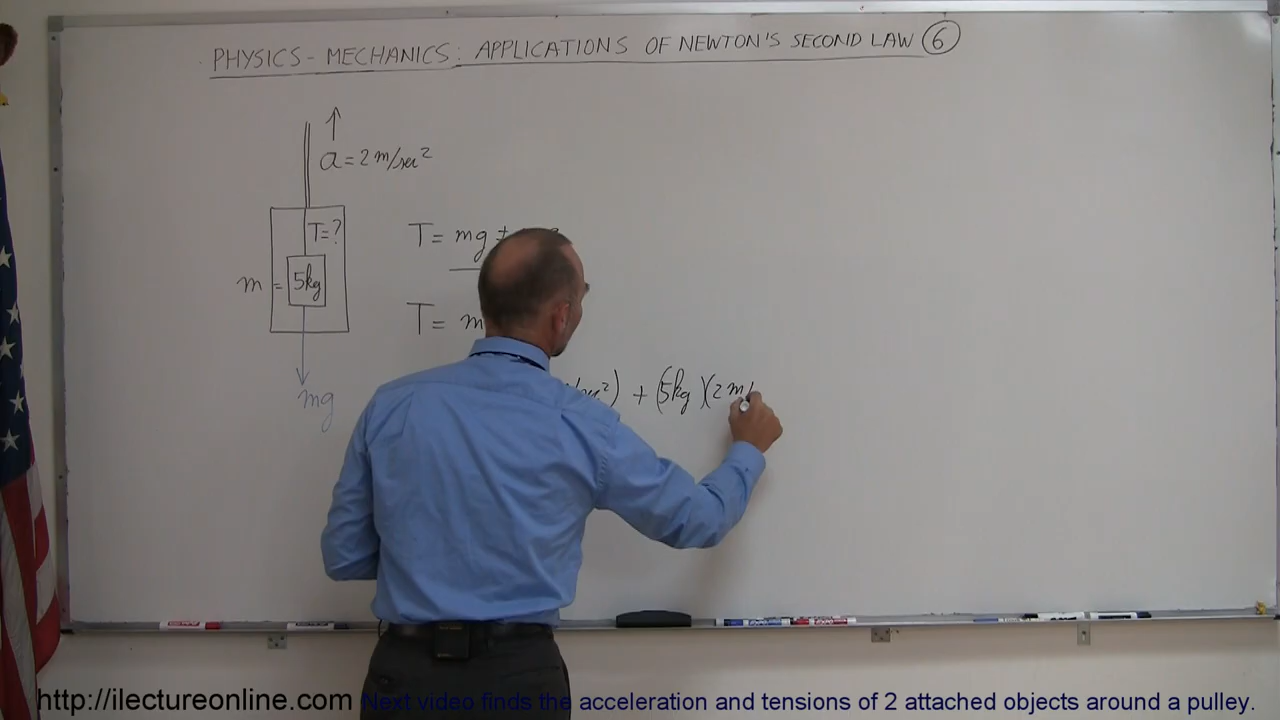 PHYSICS - MECHANICS: APPLICATIONS OF NEWTON'S SECOND LAW 6
a = 2 m/sec²
T=?
m = 5kg
mg
T = mg ±
T = m
/sec²) + (5kg)(2 m/
http://ilectureonline.com Next video finds the acceleration and tensions of 2 attached objects around a pulley.